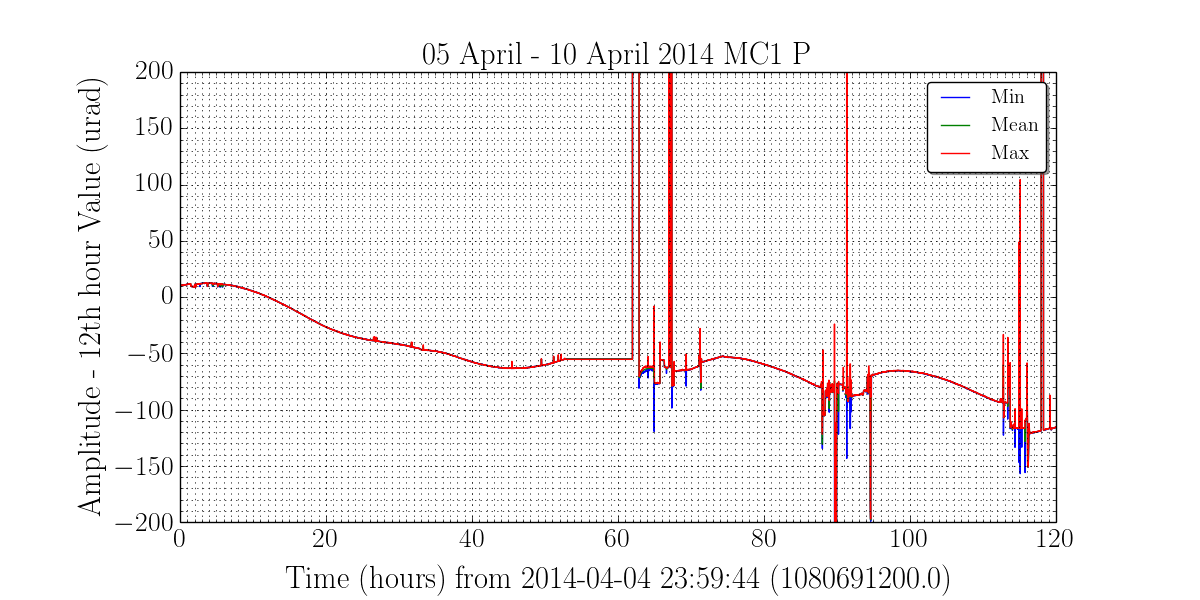 05 April - 10 April 2014 MC1 P
Amplitude - 12th hour Value (urad)
200
150
100
50
0
−50
−100
−150
−200
Min
Mean
Max
0 20 40 60 80 100 120
Time (hours) from 2014-04-04 23:59:44 (1080691200.0)